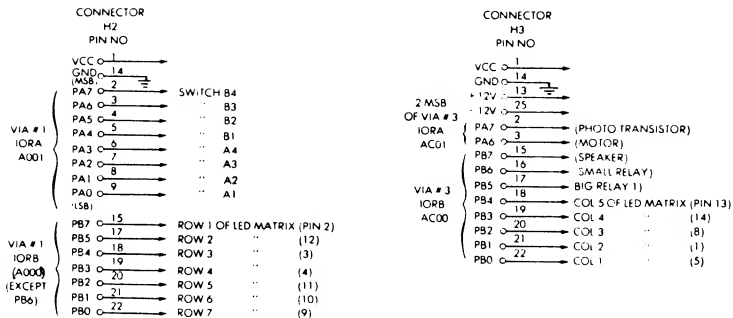 CONNECTOR
H2
PIN NO
VCC 1
GND 14
(MSB)
PA7 2 SWITCH B4
PA6 3 " B3
PA5 4 " B2
PA4 5 " B1
PA3 6 " A4
PA2 7 " A3
PA1 8 " A2
PA0 9 " A1
(LSB)
VIA # 1
IORA
A001
PB7 15 ROW 1 OF LED MATRIX (PIN 2)
PB5 17 ROW 2 " (12)
PB4 18 ROW 3 " (3)
PB3 19 ROW 4 " (4)
PB2 20 ROW 5 " (11)
PB1 21 ROW 6 " (10)
PB0 22 ROW 7 " (9)
VIA # 1
IORB
(A000)
(EXCEPT
PB6)
CONNECTOR
H3
PIN NO
VCC 1
GND 14
+ 12V 13
- 12V 25
2 MSB
OF VIA # 3
IORA
AC01
PA7 2 (PHOTO TRANSISTOR)
PA6 3 (MOTOR)
PB7 15 (SPEAKER)
PB6 16 SMALL RELAY)
PB5 17 BIG RELAY 1)
PB4 18 COL 5 OF LED MATRIX (PIN 13)
PB3 19 COL 4 " (14)
PB2 20 COL 3 " (8)
PB1 21 COL 2 " (1)
PB0 22 COL 1 " (5)
VIA # 3
IORB
AC00